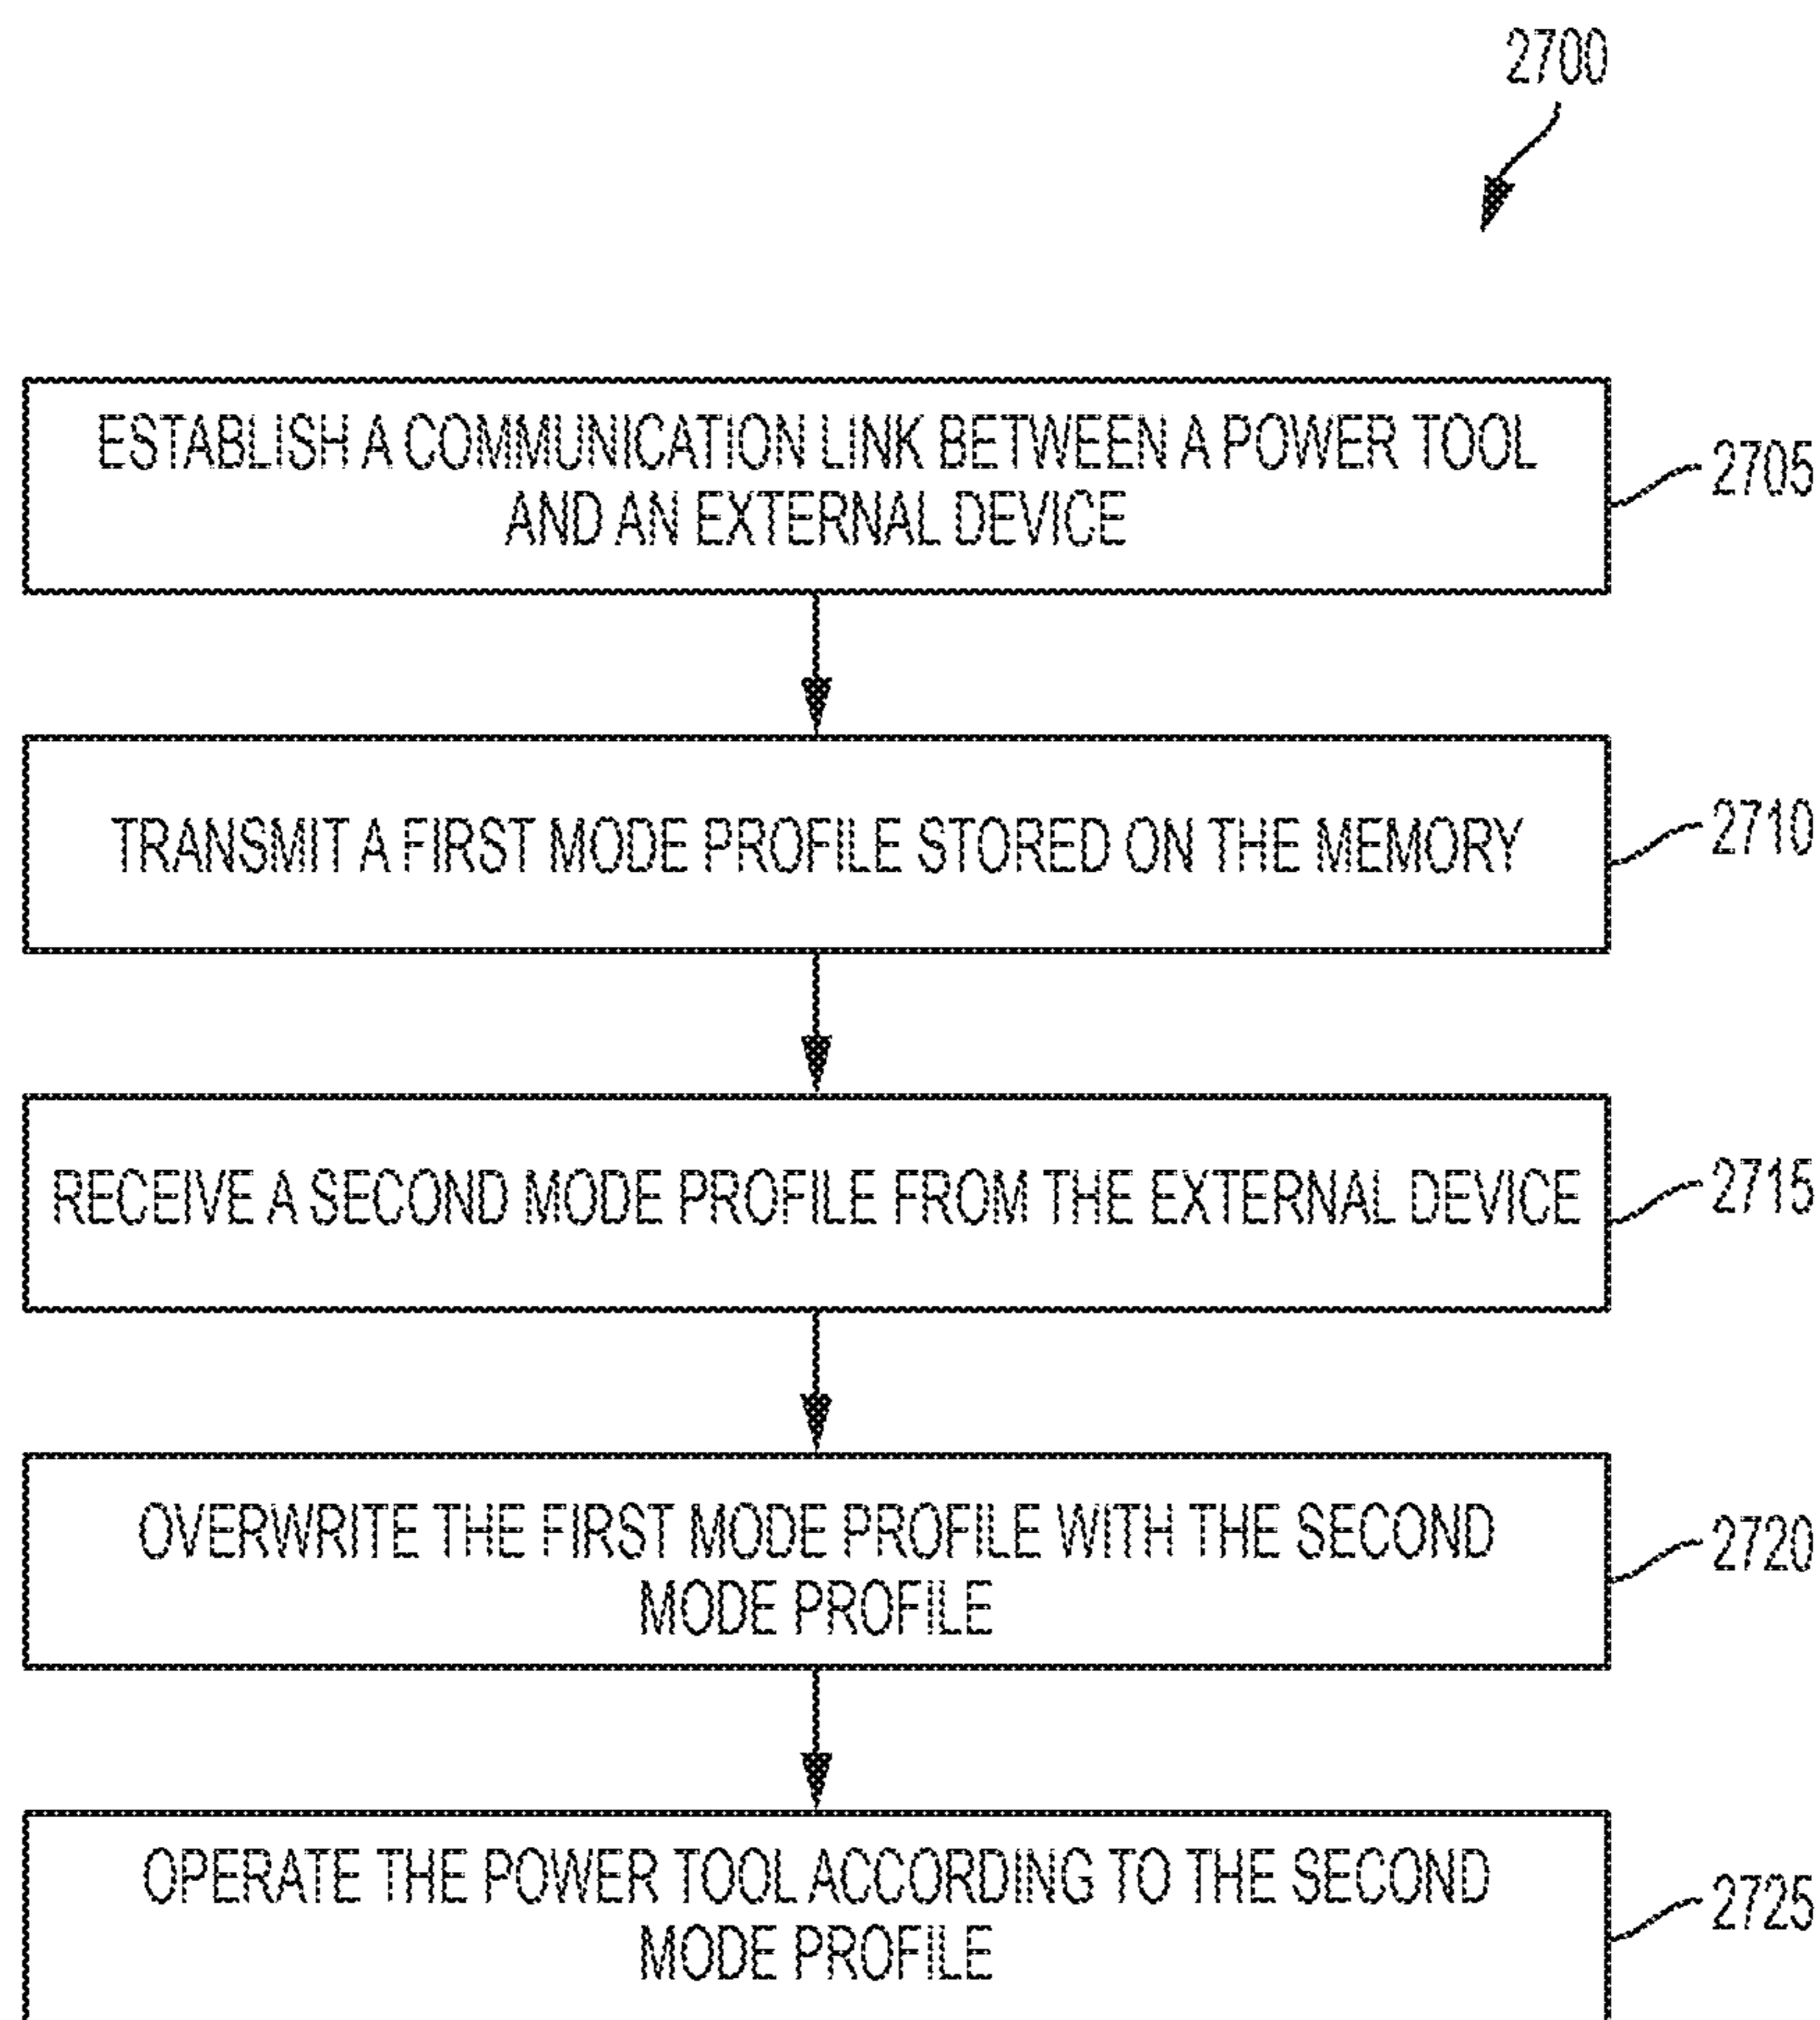 2700
ESTABLISH A COMMUNICATION LINK BETWEEN A POWER TOOL
AND AN EXTERNAL DEVICE
2705
TRANSMIT A FIRST MODE PROFILE STORED ON THE MEMORY
2710
RECEIVE A SECOND MODE PROFILE FROM THE EXTERNAL DEVICE
2715
OVERWRITE THE FIRST MODE PROFILE WITH THE SECOND
MODE PROFILE
2720
OPERATE THE POWER TOOL ACCORDING TO THE SECOND
MODE PROFILE
2725